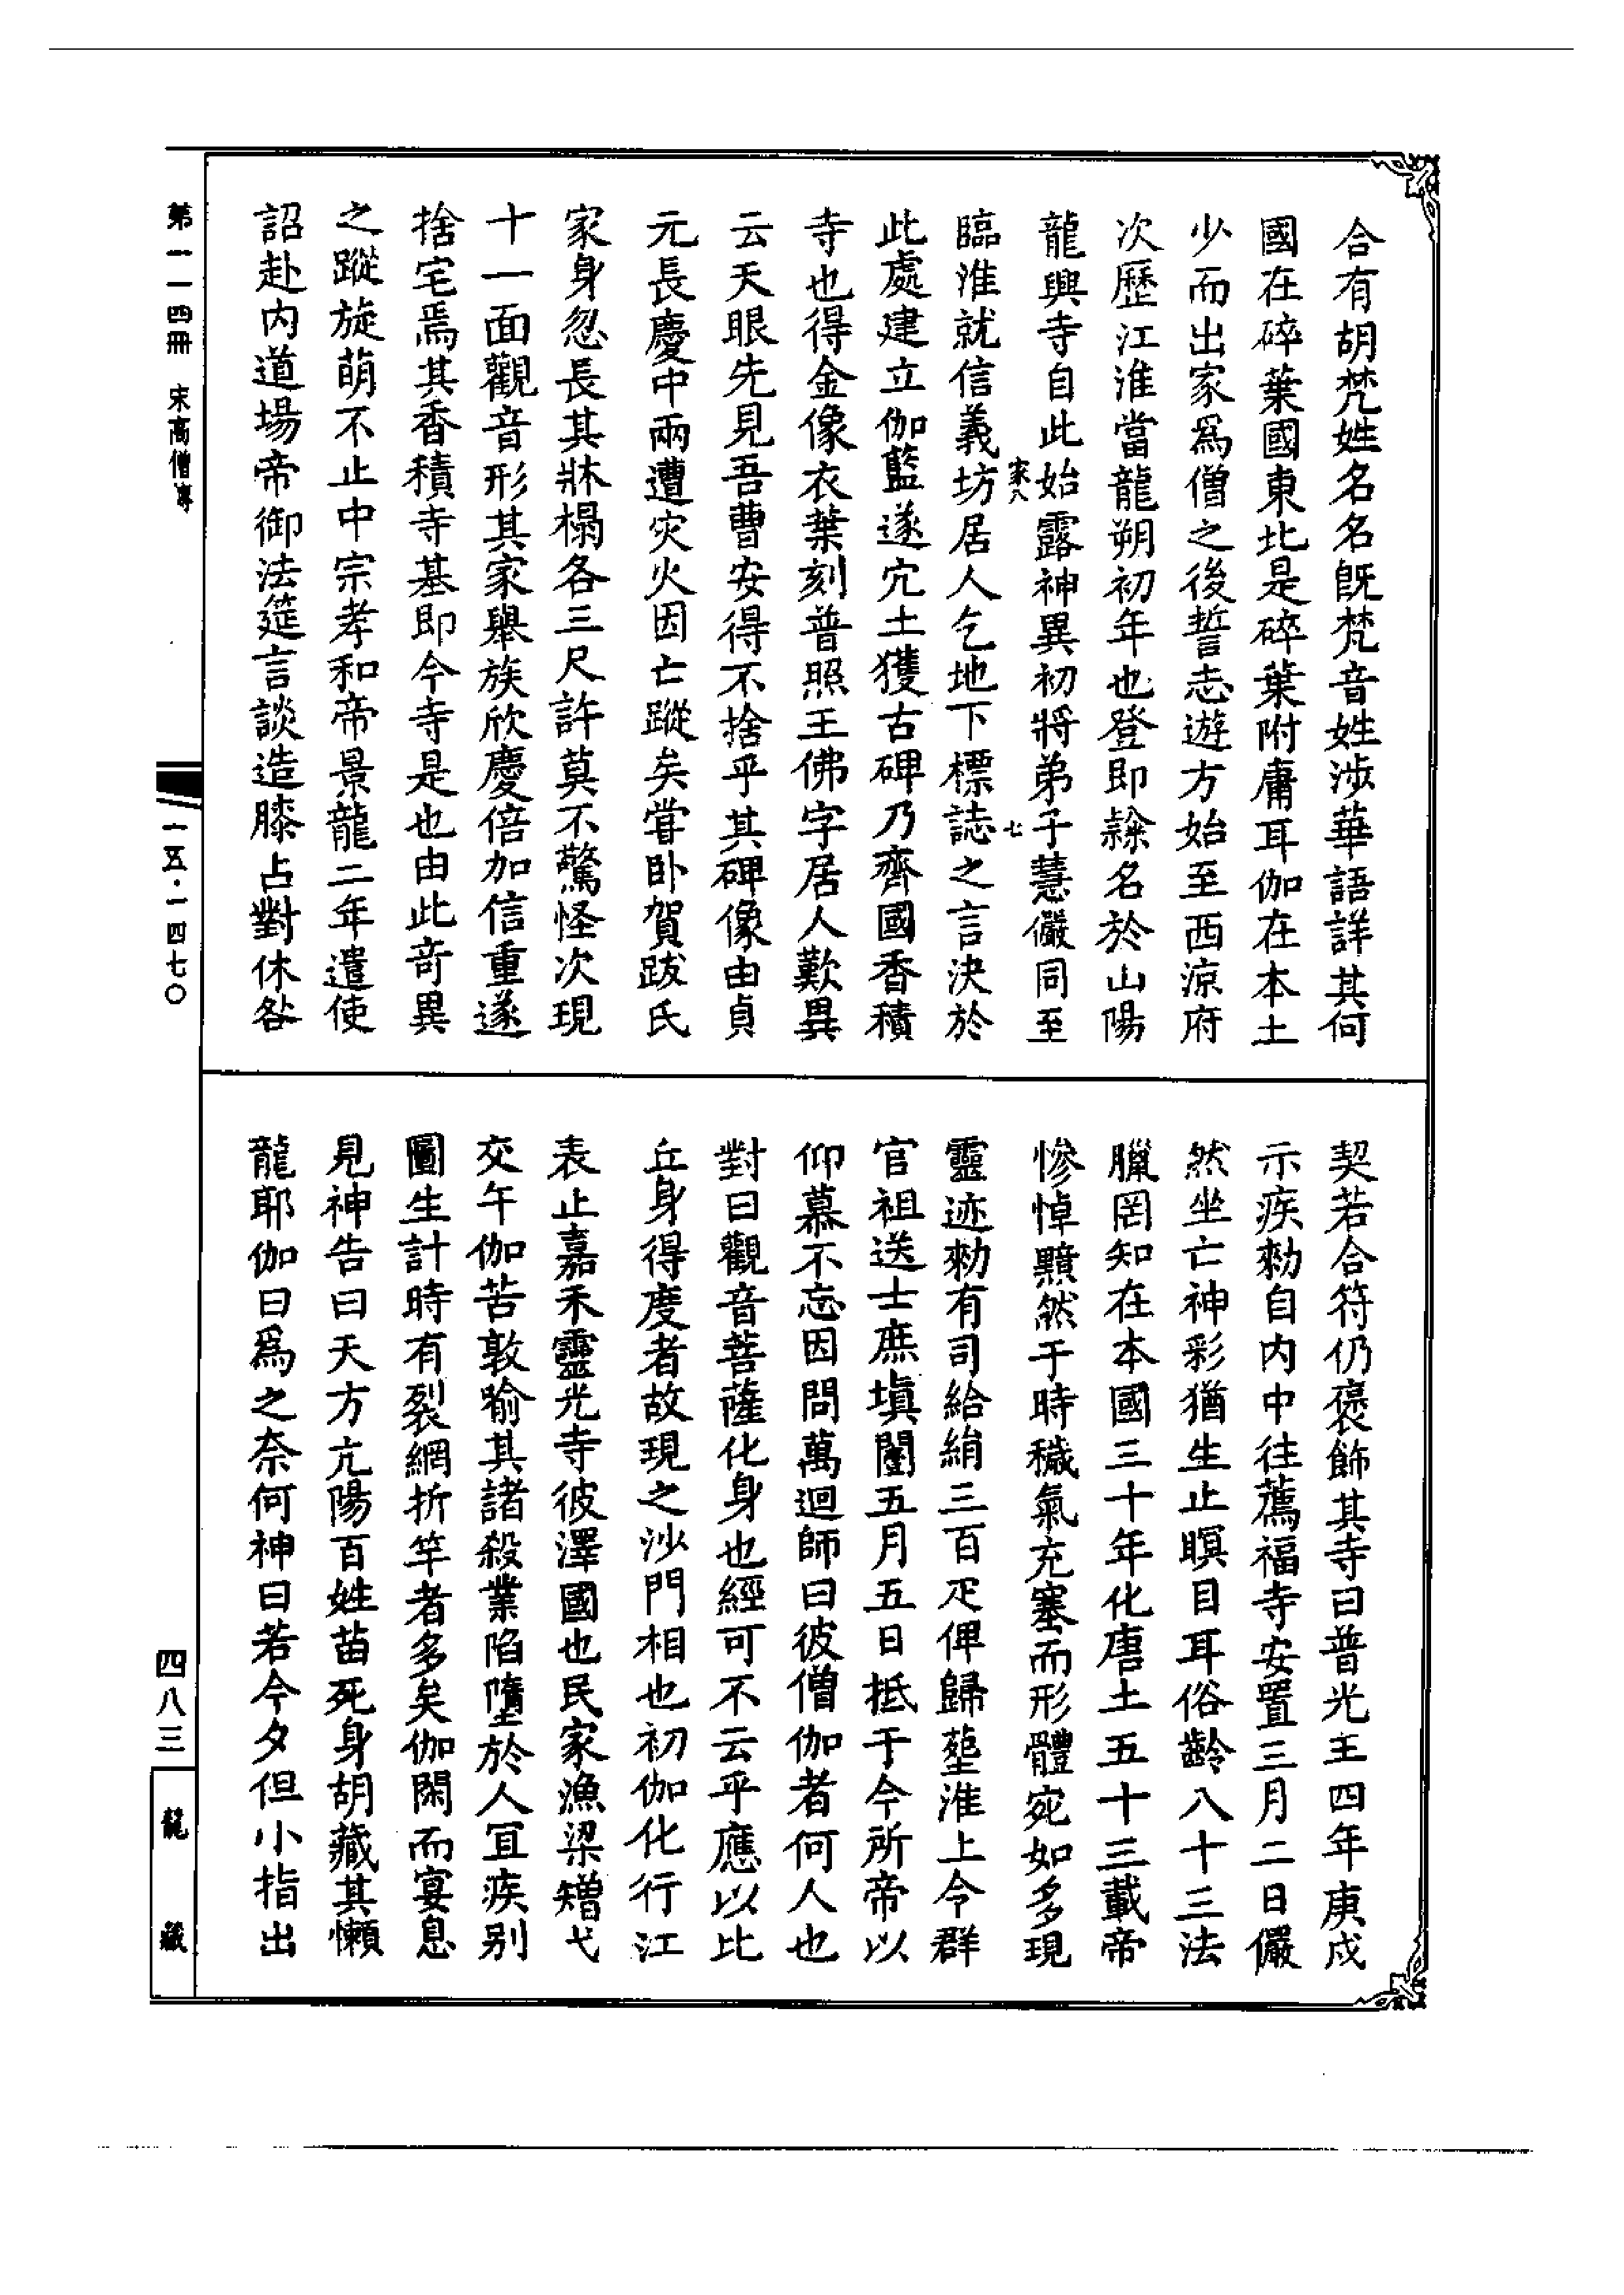 合有胡梵姓名名旣梵音姓涉華語詳其何
國在碎葉國東北是碎葉附庸耳伽在本土
少而出家爲僧之後誓志遊方始至西涼府
次歷江淮當龍朔初年也登即隷名於山陽
龍興寺自此始露神異初將弟子慧儼同至
家八
七
臨淮就信義坊居人乞地下標誌之言決於
此處建立伽藍遂宂土獲古碑乃齊國香積
寺也得金像衣葉刻普照王佛字居人歎異
云天眼先見吾曹安得不捨乎其碑像由貞
元長慶中兩遭灾火因亡蹤矣甞卧賀跋氏
家身忽長其牀榻各三尺許莫不驚怪次現
十一面觀音形其家舉族欣慶倍加信重遂
捨宅焉其香積寺基即今寺是也由此奇異
之蹤旋萌不止中宗孝和帝景龍二年遣使
詔赴内道場帝御法筵言談造膝占對休咎
契若合符仍襃飾其寺曰普光王四年庚戌
示疾勑自内中往薦福寺安置三月二日儼
然坐亡神彩猶生止瞑目耳俗齡八十三法
臘罔知在本國三十年化唐土五十三載帝
慘悼黯然于時穢氣充塞而形體宛如多現
靈迹勑有司給絹三百疋俾歸塟淮上令群
官祖送士庶塡闉五月五日抵于今所帝以
仰慕不忘因問萬迴師曰彼僧伽者何人也
對曰觀音菩薩化身也經可不云乎應以比
丘身得度者故現之沙門相也初伽化行江
表止嘉禾靈光寺彼澤國也民家漁梁矰弋
交午伽苦敦喻其諸殺業陷墮於人冝疾别
圖生計時有裂網折竿者多矣伽閑而宴息
見神告曰天方亢陽百姓苗死身胡藏其懶
龍耶伽曰爲之奈何神曰若今夕但小指出
第一一四冊 宋高僧專
一五·一四七〇
四八三
龍藏